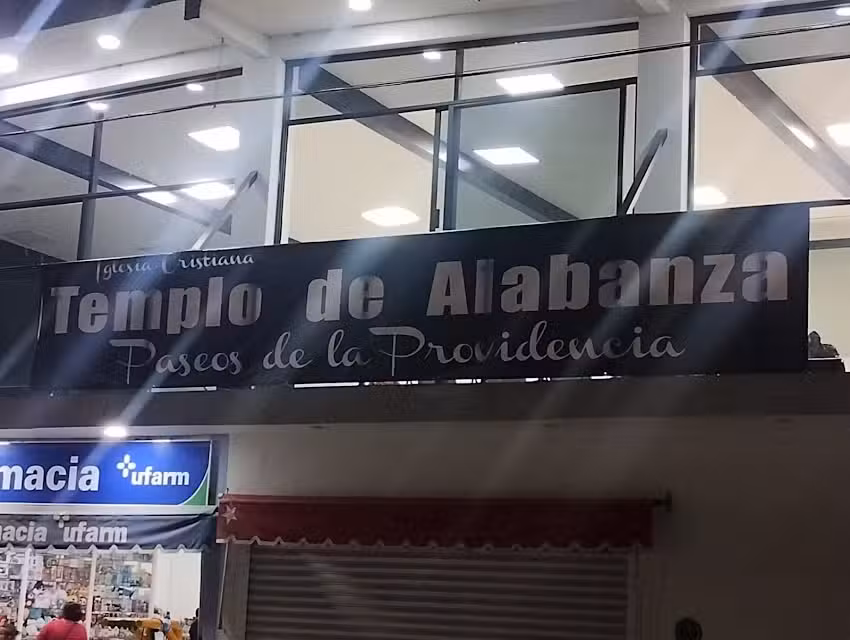 Iglesia Cristiana
Templo de Alabanza
Paseos de la Providencia
macia ufarm
macia ufarm